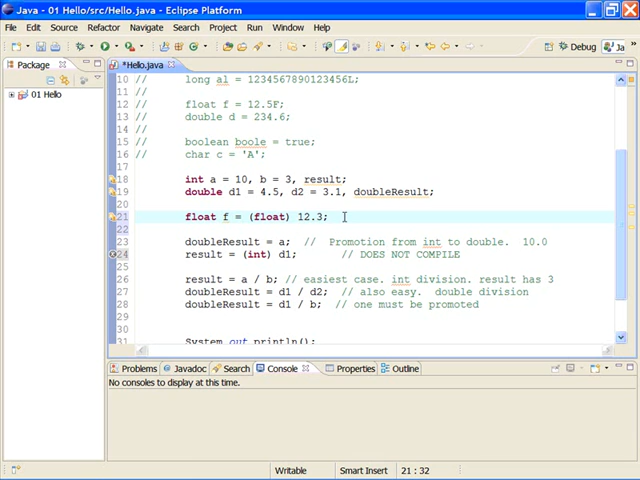 Java - 01 Hello/src/Hello.java - Eclipse Platform
File Edit Source Refactor Navigate Search Project Run Window Help
Debug Ja
Package
*Hello.java
01 Hello
10 // long al = 1234567890123456L;
11 //
12 // float f = 12.5F;
13 // double d = 234.6;
14 //
15 // boolean boole = true;
16 // char c = 'A';
17
18 int a = 10, b = 3, result;
19 double d1 = 4.5, d2 = 3.1, doubleResult;
20
21 float f = (float) 12.3;
22
23 doubleResult = a; // Promotion from int to double. 10.0
24 result = (int) d1; // DOES NOT COMPILE
25
26 result = a / b; // easiest case. int division. result has 3
27 doubleResult = d1 / d2; // also easy. double division
28 doubleResult = d1 / b; // one must be promoted
29
30
31 System.out.println();
Problems Javadoc Search Console Properties Outline
No consoles to display at this time.
Writable Smart Insert 21 : 32